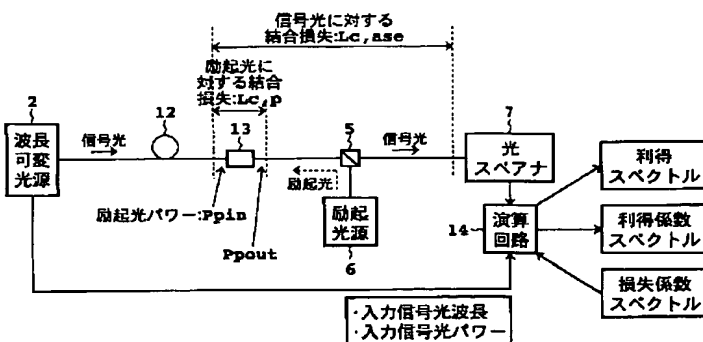 信号光に対する
結合損失:Lc,ase
励起光に
対する結合
損失:Lc,p
2
波長
可変
光源
信号光
12
13
5
信号光
7
光
スペアナ
励起光パワー:Ppin
励起光
Ppout
励起
光源
6
14
演算
回路
利得
スペクトル
利得係数
スペクトル
損失係数
スペクトル
・入力信号光波長
・入力信号光パワー